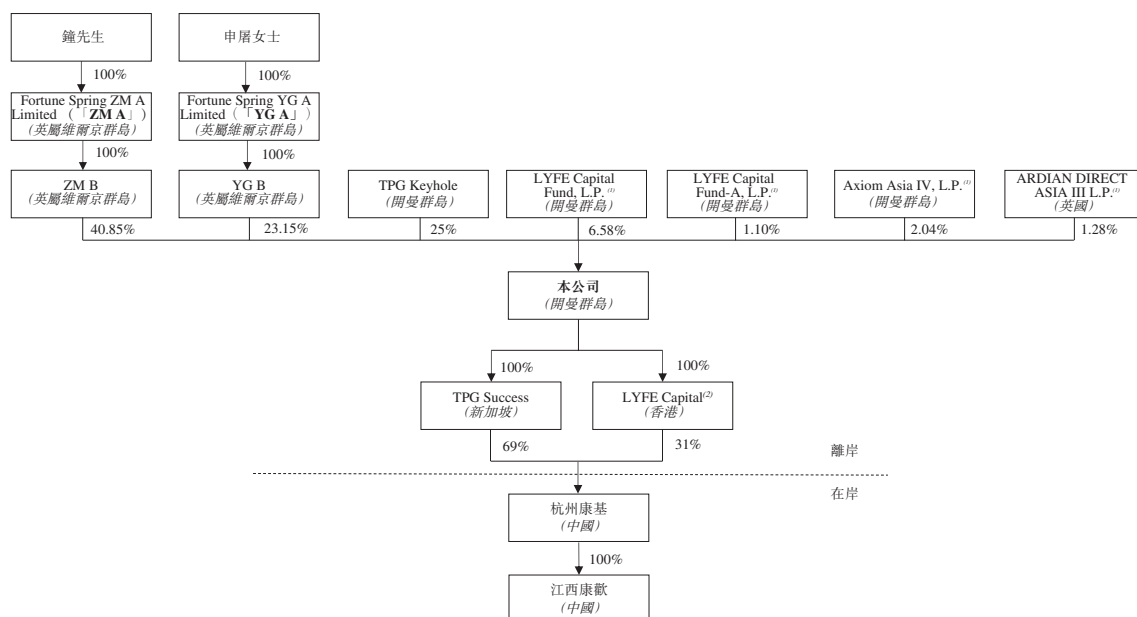 鐘先生
申屠女士
100%
100%
Fortune Spring ZM A
Limited (「ZM A」)
(英屬維爾京群島)
Fortune Spring YG A
Limited (「YG A」)
(英屬維爾京群島)
100%
100%
ZM B
(英屬維爾京群島)
YG B
(英屬維爾京群島)
TPG Keyhole
(開曼群島)
LYFE Capital
Fund, L.P.(1)
(開曼群島)
LYFE Capital
Fund-A, L.P.(1)
(開曼群島)
Axiom Asia IV, L.P.(1)
(開曼群島)
ARDIAN DIRECT
ASIA III L.P.(1)
(英國)
40.85%
23.15%
25%
6.58%
1.10%
2.04%
1.28%
本公司
(開曼群島)
100%
100%
TPG Success
(新加坡)
LYFE Capital(2)
(香港)
69%
31%
離岸
在岸
杭州康基
(中國)
100%
江西康歡
(中國)